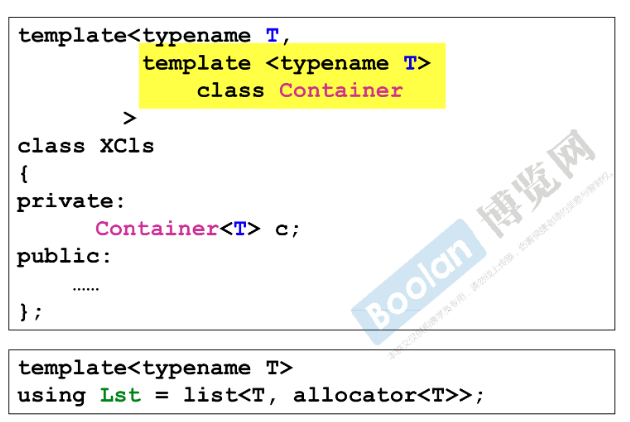 template<typename T,
template <typename T>
class Container
>
class XCls
{
private:
Container<T> c;
public:
……
};
Boolan 博览网
template<typename T>
using Lst = list<T, allocator<T>>;